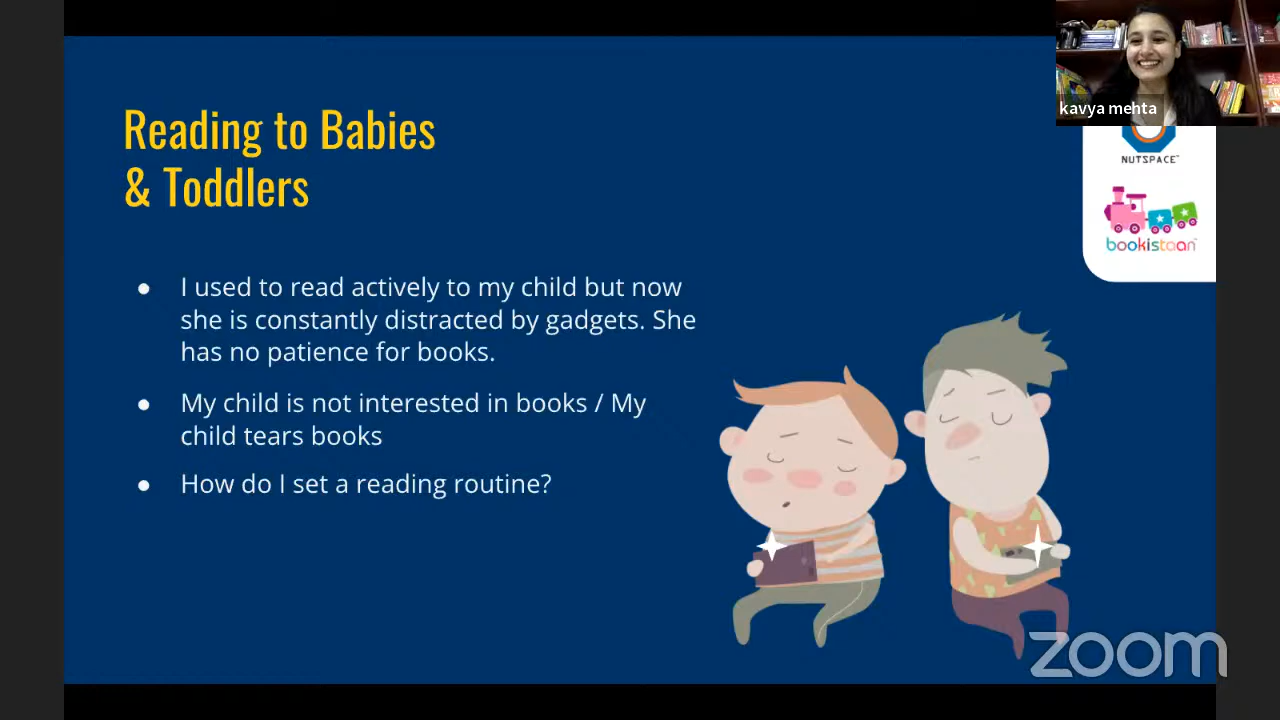 kavya mehta
NUTSPACE™
bookistaan™
Reading to Babies
& Toddlers
● I used to read actively to my child but now
she is constantly distracted by gadgets. She
has no patience for books.
● My child is not interested in books / My
child tears books
● How do I set a reading routine?
zoom